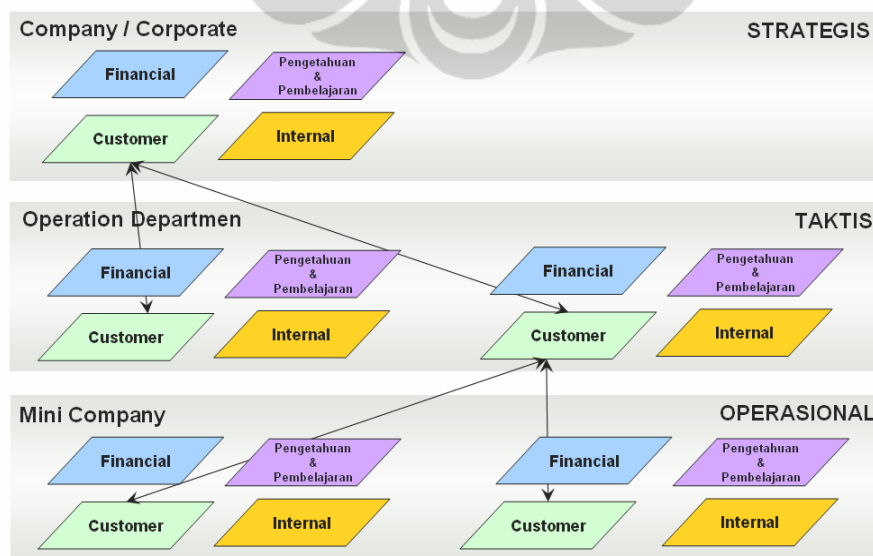 Company / Corporate
STRATEGIS
Financial
Pengetahuan
&
Pembelajaran
Customer
Internal
Operation Departmen
TAKTIS
Financial
Pengetahuan
&
Pembelajaran
Financial
Pengetahuan
&
Pembelajaran
Customer
Internal
Customer
Internal
Mini Company
OPERASIONAL
Financial
Pengetahuan
&
Pembelajaran
Financial
Pengetahuan
&
Pembelajaran
Customer
Internal
Customer
Internal